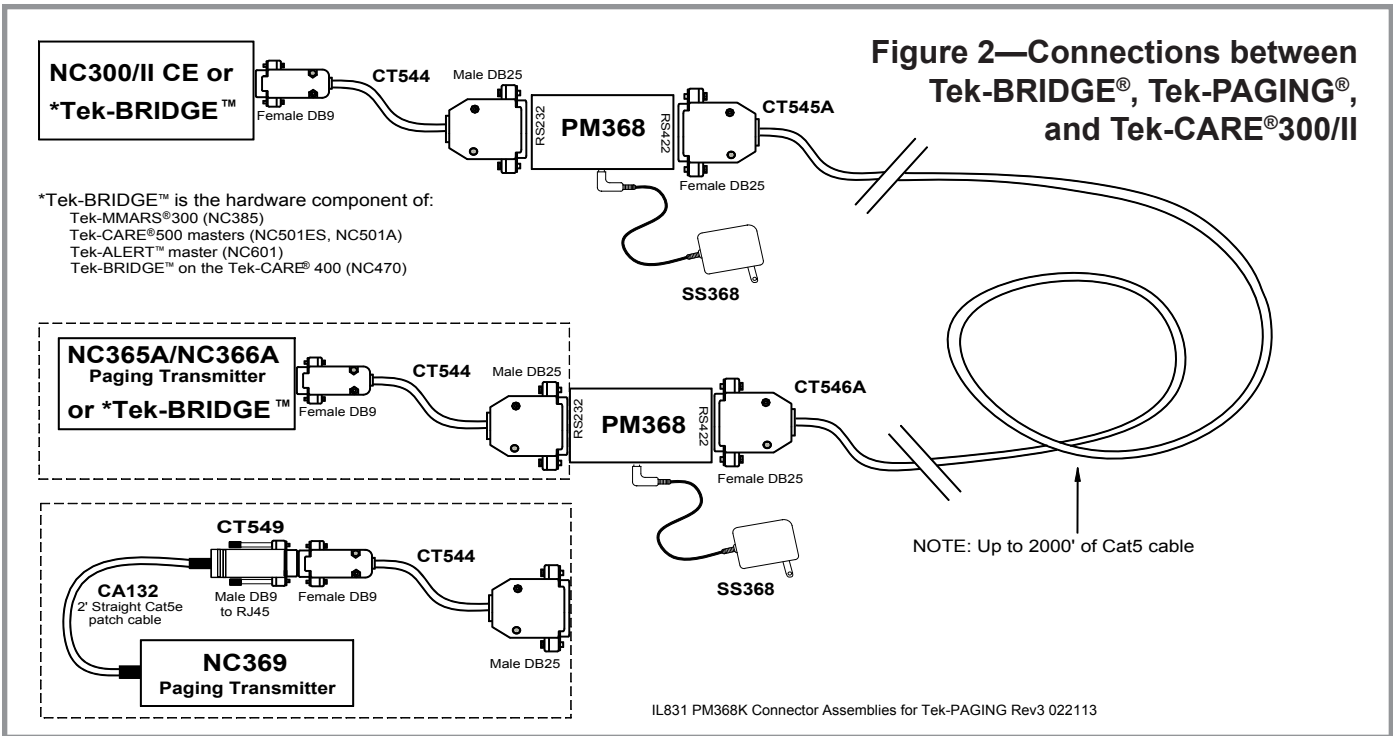 Figure 2—Connections between
Tek-BRIDGE®, Tek-PAGING®,
and Tek-CARE®300/II
NC300/II CE or
*Tek-BRIDGE™
Female DB9
CT544
Male DB25
RS232
PM368
RS422
CT545A
Female DB25
SS368
*Tek-BRIDGE™ is the hardware component of:
Tek-MMARS®300 (NC385)
Tek-CARE®500 masters (NC501ES, NC501A)
Tek-ALERT™ master (NC601)
Tek-BRIDGE™ on the Tek-CARE® 400 (NC470)
NC365A/NC366A
Paging Transmitter
or *Tek-BRIDGE™
Female DB9
CT544
Male DB25
RS232
PM368
RS422
CT546A
Female DB25
SS368
NOTE: Up to 2000' of Cat5 cable
CT549
CT544
CA132
2' Straight Cat5e
patch cable
Male DB9
to RJ45
Female DB9
Male DB25
NC369
Paging Transmitter
IL831 PM368K Connector Assemblies for Tek-PAGING Rev3 022113